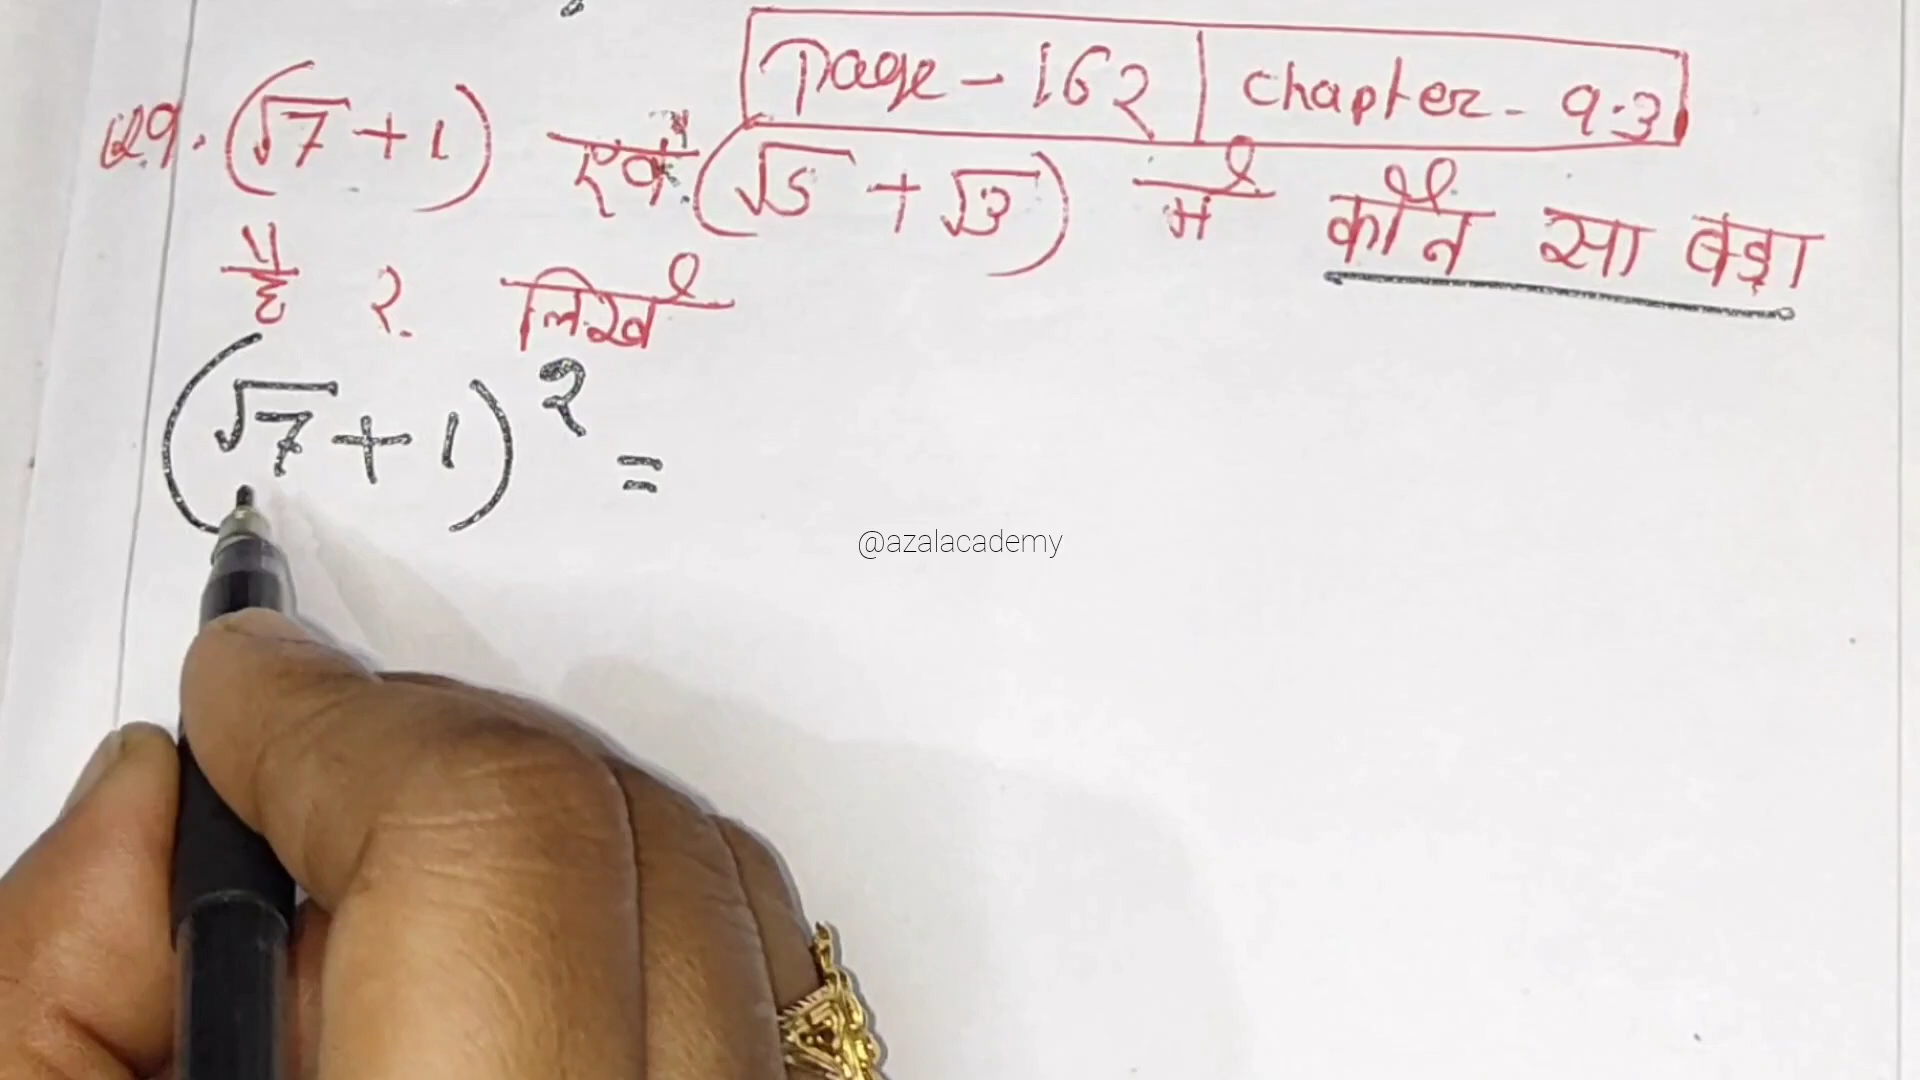 Page - 162 | Chapter - 9.3
Q9. (√7 + 1) एवं (√5 + √3) में कौन सा बड़ा
है ? लिखें
(√7 + 1)² =
@azalacademy